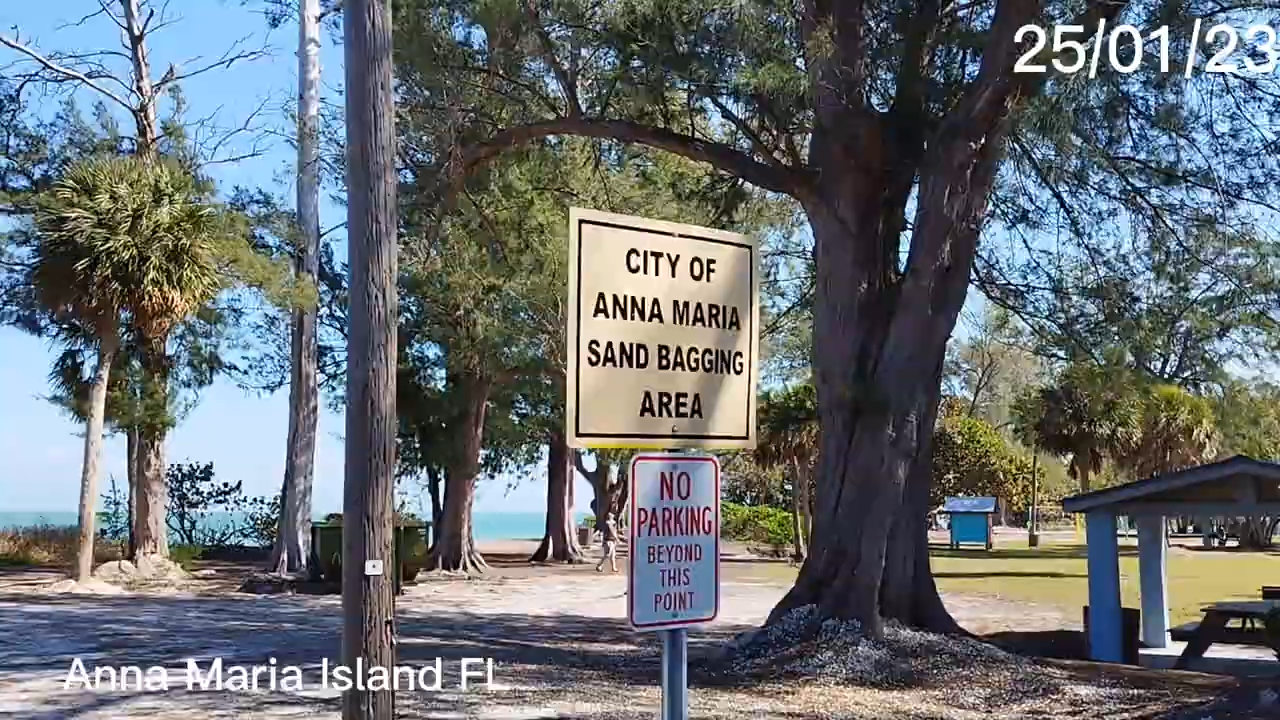 25/01/23
CITY OF
ANNA MARIA
SAND BAGGING
AREA
NO
PARKING
BEYOND
THIS
POINT
Anna Maria Island FL